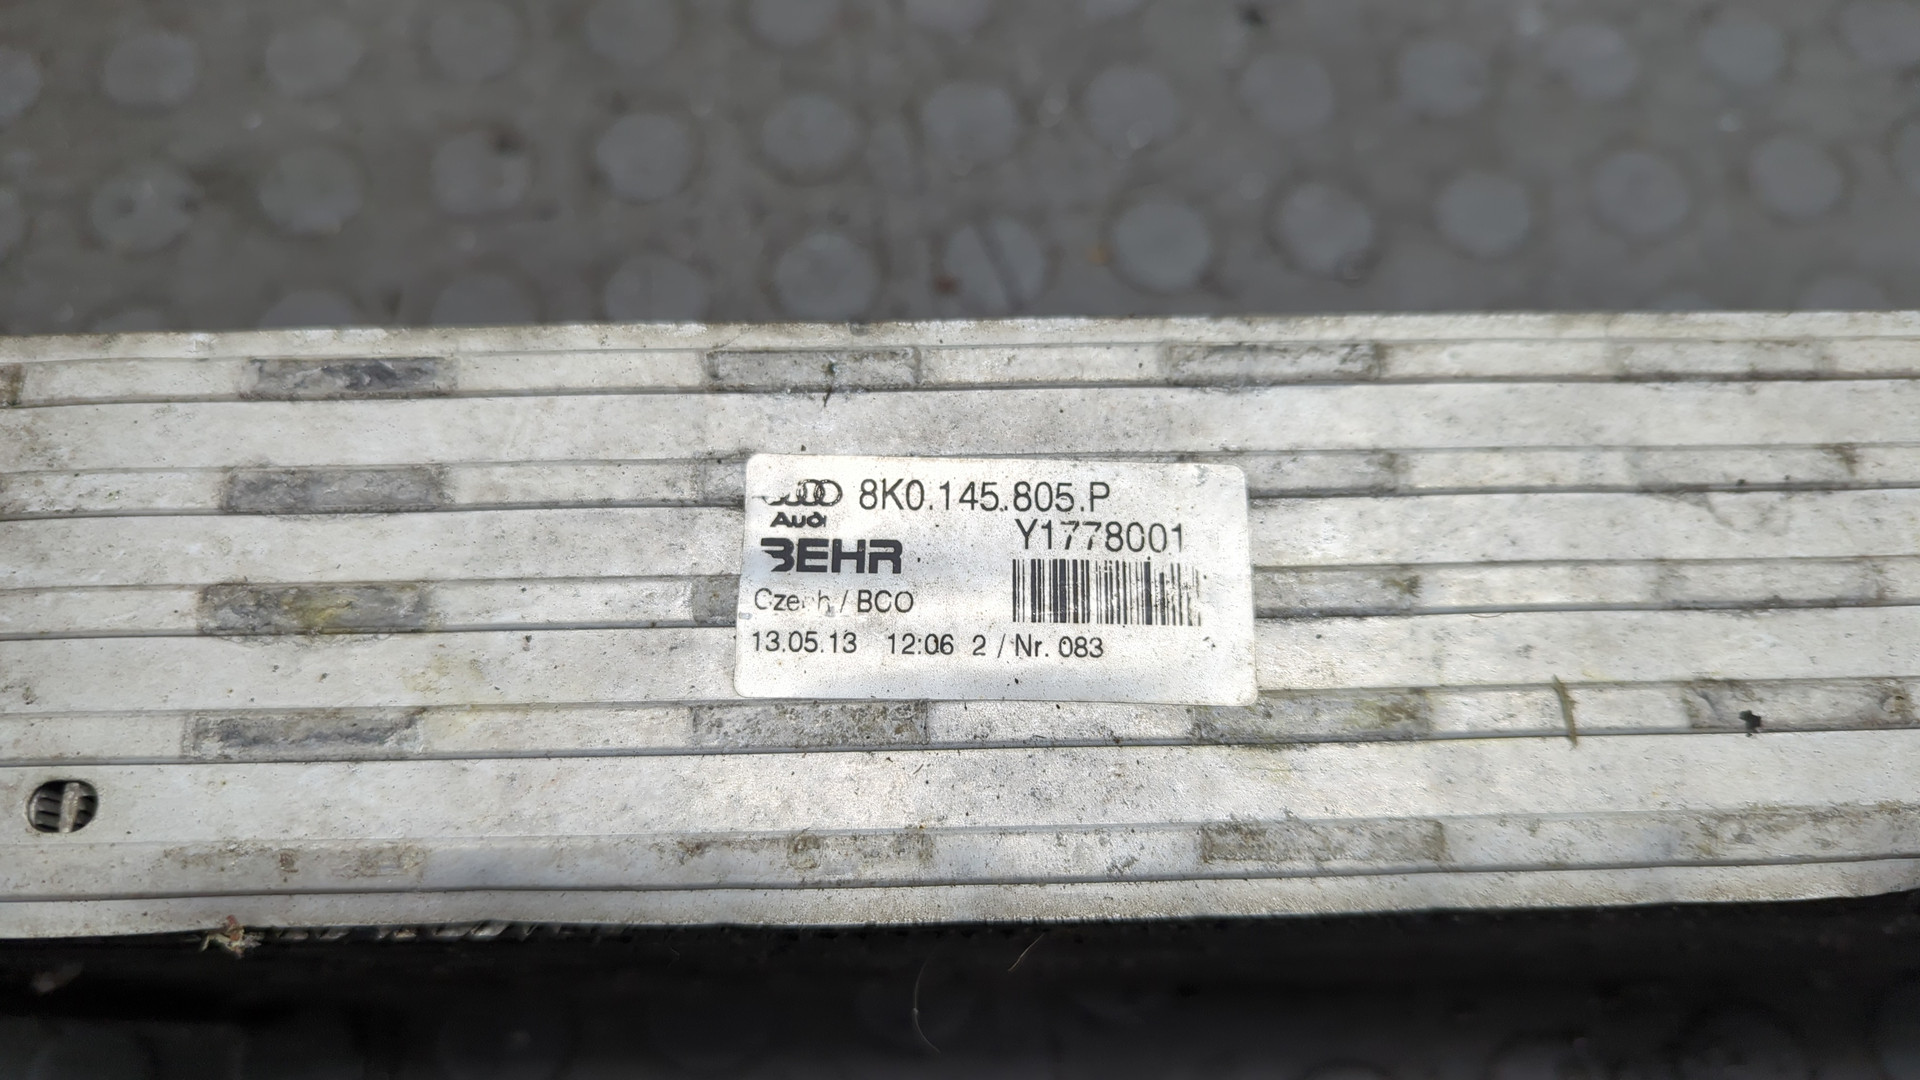 8K0.145.805.P
Audi
Y1778001
BEHR
Czech / BCO
13.05.13 12:06 2 / Nr. 083